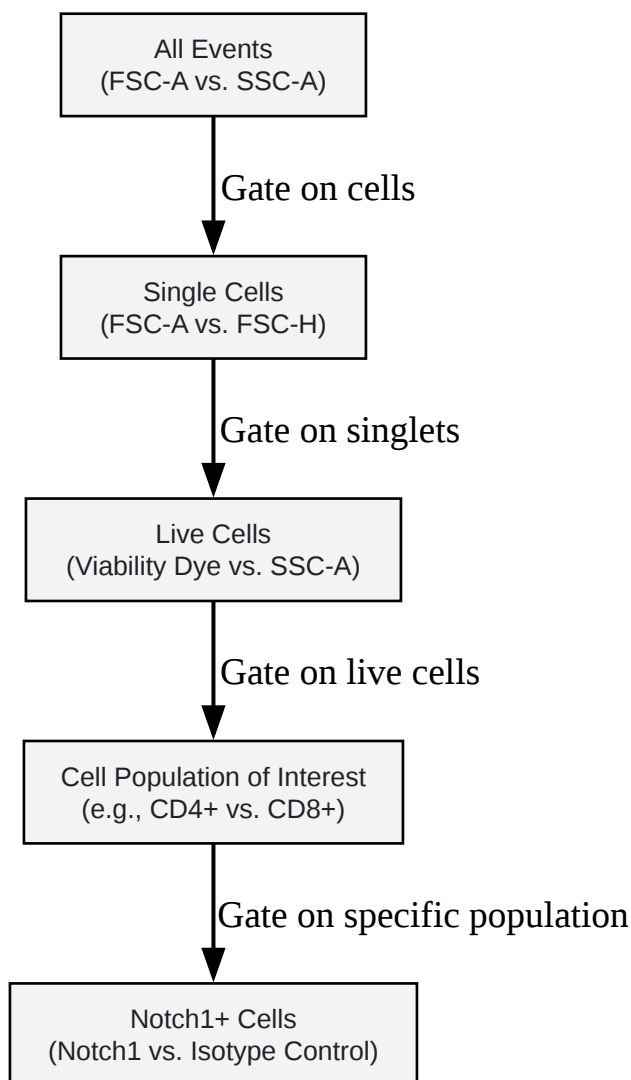 All Events
(FSC-A vs. SSC-A)
Gate on cells
Single Cells
(FSC-A vs. FSC-H)
Gate on singlets
Live Cells
(Viability Dye vs. SSC-A)
Gate on live cells
Cell Population of Interest
(e.g., CD4+ vs. CD8+)
Gate on specific population
Notch1+ Cells
(Notch1 vs. Isotype Control)